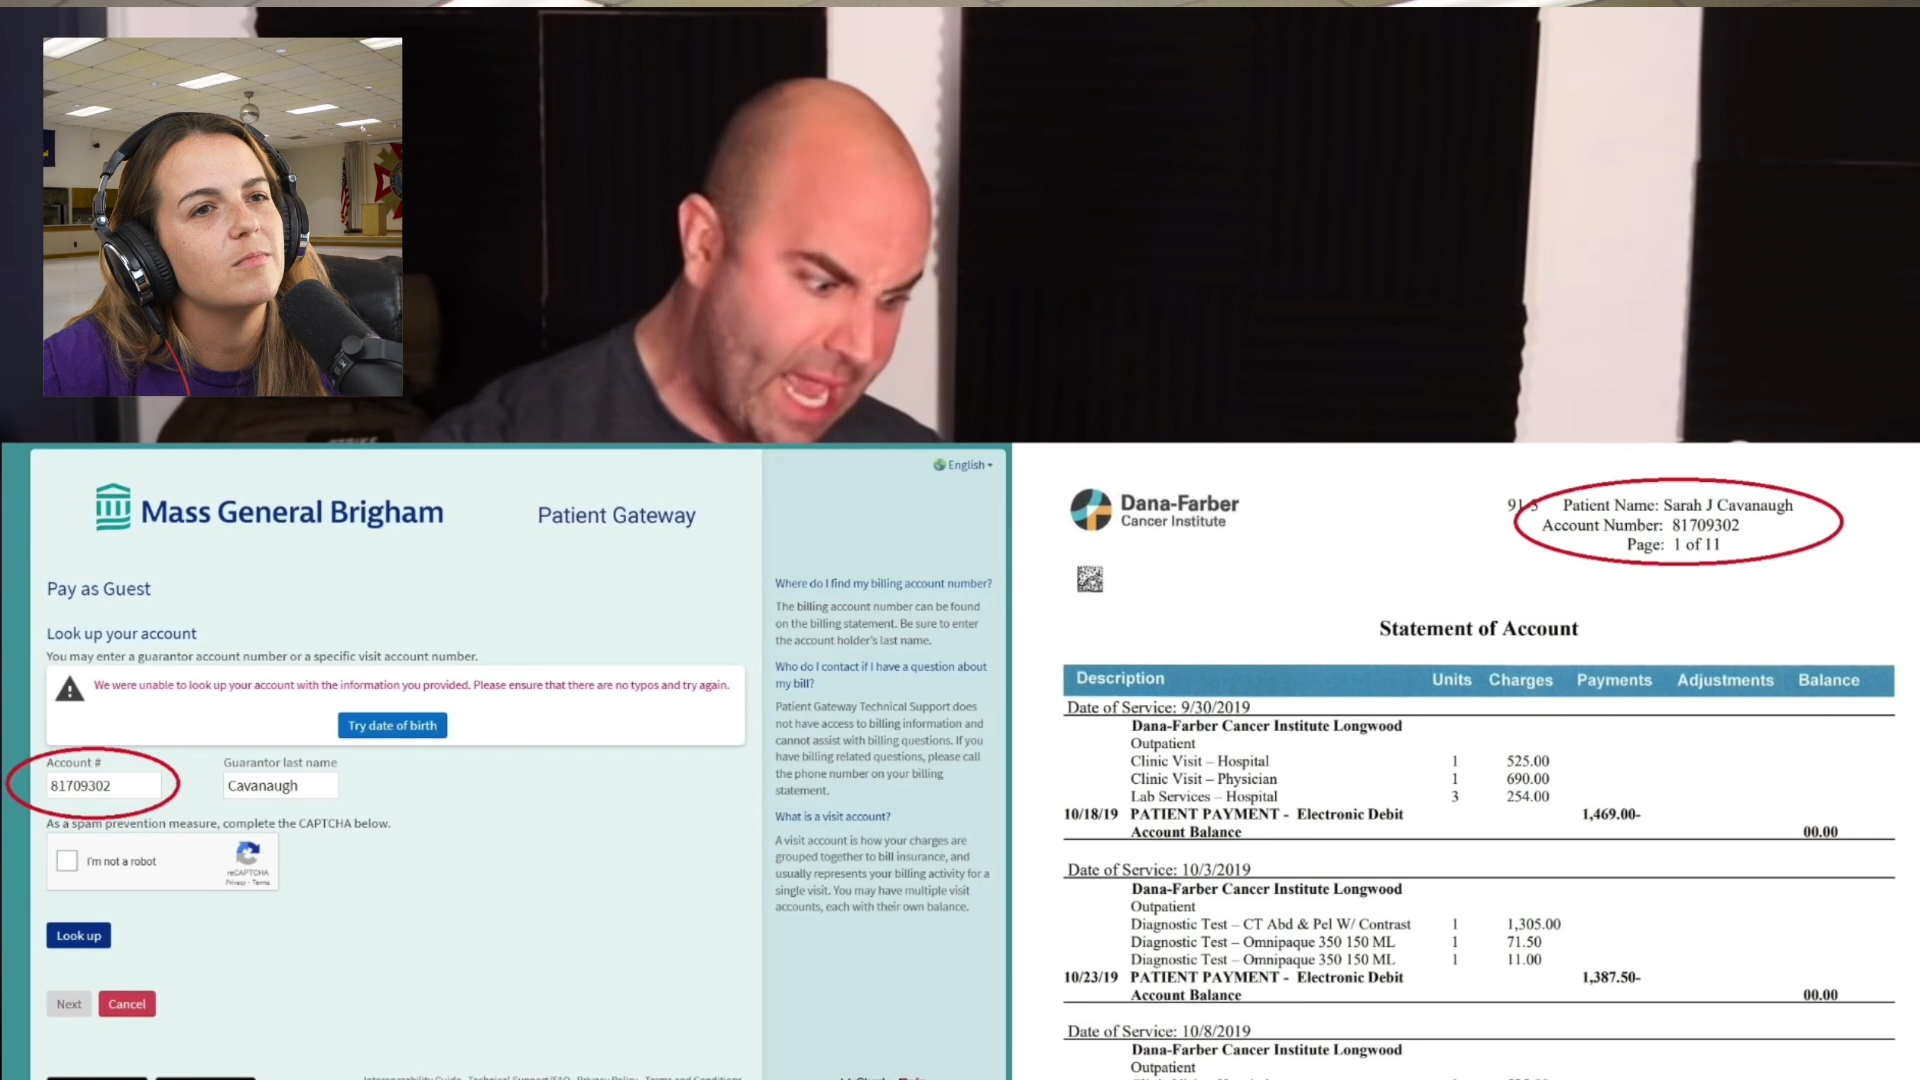 English
Mass General Brigham
Patient Gateway
Pay as Guest
Look up your account
You may enter a guarantor account number or a specific visit account number.
We were unable to look up your account with the information you provided. Please ensure that there are no typos and try again.
Try date of birth
Account #
Guarantor last name
81709302
Cavanaugh
As a spam prevention measure, complete the CAPTCHA below.
I'm not a robot
reCAPTCHA
Privacy - Terms
Look up
Next
Cancel
Where do I find my billing account number?
The billing account number can be found
on the billing statement. Be sure to enter
the account holder's last name.
Who do I contact if I have a question about
my bill?
Patient Gateway Technical Support does
not have access to billing information and
cannot assist with billing questions. If you
have billing related questions, please call
the phone number on your billing
statement.
What is a visit account?
A visit account is how your charges are
grouped together to bill insurance, and
usually represents your billing activity for a
single visit. You may have multiple visit
accounts, each with their own balance.
Interoperability Guide Technical Support/FAQ Privacy Policy Terms and Conditions
Dana-Farber
Cancer Institute
91-5 Patient Name: Sarah J Cavanaugh
Account Number: 81709302
Page: 1 of 11
Statement of Account
Description Units Charges Payments Adjustments Balance
Date of Service: 9/30/2019
Dana-Farber Cancer Institute Longwood
Outpatient
Clinic Visit – Hospital 1 525.00
Clinic Visit – Physician 1 690.00
Lab Services – Hospital 3 254.00
10/18/19 PATIENT PAYMENT - Electronic Debit 1,469.00-
Account Balance 00.00
Date of Service: 10/3/2019
Dana-Farber Cancer Institute Longwood
Outpatient
Diagnostic Test – CT Abd & Pel W/ Contrast 1 1,305.00
Diagnostic Test – Omnipaque 350 150 ML 1 71.50
Diagnostic Test – Omnipaque 350 150 ML 1 11.00
10/23/19 PATIENT PAYMENT - Electronic Debit 1,387.50-
Account Balance 00.00
Date of Service: 10/8/2019
Dana-Farber Cancer Institute Longwood
Outpatient